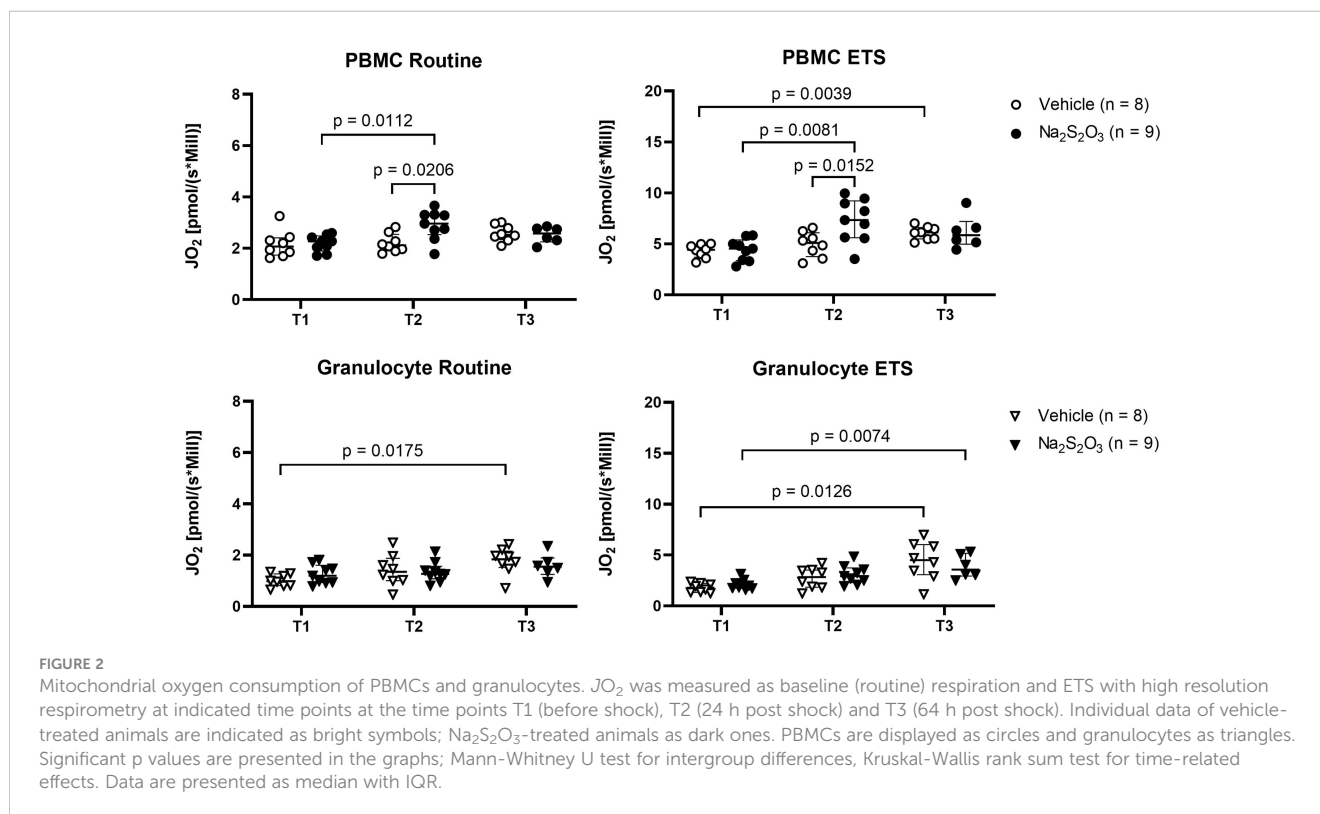 PBMC Routine
JO₂ [pmol/(s*Mill)]
8
6
4
2
0
p = 0.0112
p = 0.0206
T1 T2 T3
PBMC ETS
JO₂ [pmol/(s*Mill)]
20
15
10
5
0
p = 0.0039
p = 0.0081
p = 0.0152
T1 T2 T3
Vehicle (n = 8)
Na₂S₂O₃ (n = 9)
Granulocyte Routine
JO₂ [pmol/(s*Mill)]
8
6
4
2
0
p = 0.0175
T1 T2 T3
Granulocyte ETS
JO₂ [pmol/(s*Mill)]
20
15
10
5
0
p = 0.0074
p = 0.0126
T1 T2 T3
Vehicle (n = 8)
Na₂S₂O₃ (n = 9)
FIGURE 2
Mitochondrial oxygen consumption of PBMCs and granulocytes. JO₂ was measured as baseline (routine) respiration and ETS with high resolution
respirometry at indicated time points at the time points T1 (before shock), T2 (24 h post shock) and T3 (64 h post shock). Individual data of vehicle-
treated animals are indicated as bright symbols; Na₂S₂O₃-treated animals as dark ones. PBMCs are displayed as circles and granulocytes as triangles.
Significant p values are presented in the graphs; Mann-Whitney U test for intergroup differences, Kruskal-Wallis rank sum test for time-related
effects. Data are presented as median with IQR.